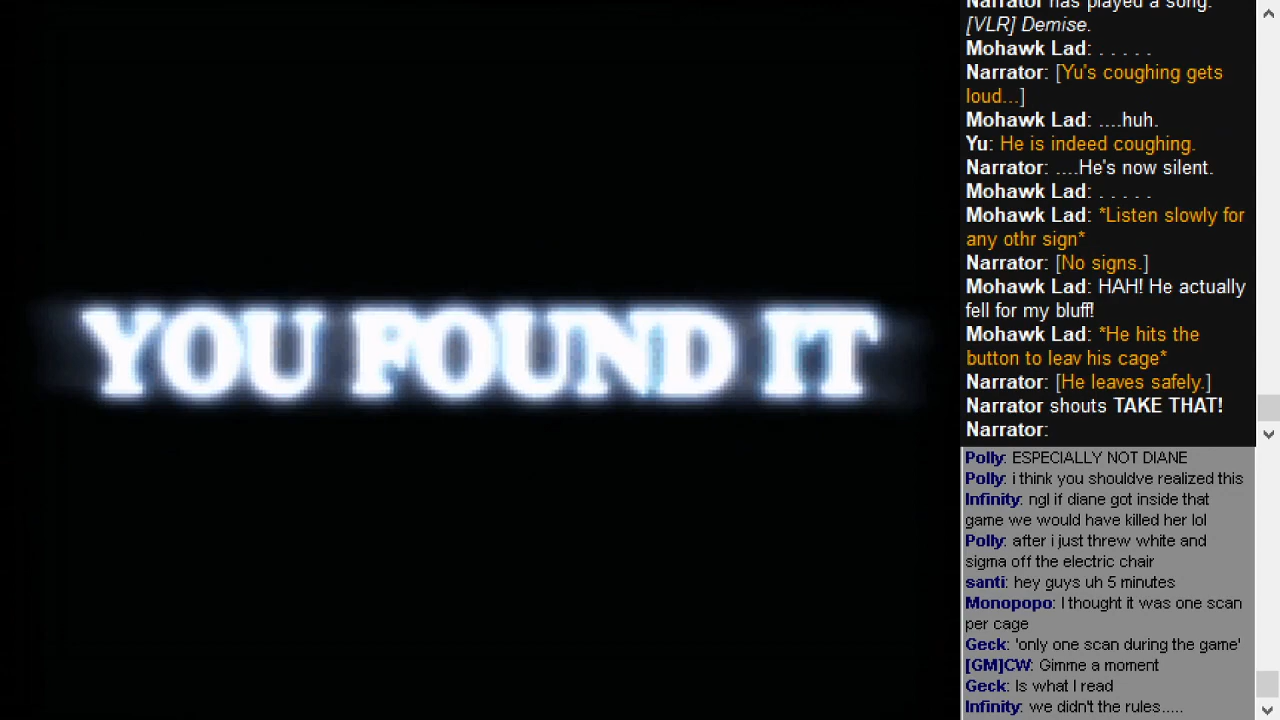 YOU FOUND IT
Narrator has played a song.
[VLR] Demise.
Mohawk Lad: . . . . .
Narrator: [Yu's coughing gets
loud...]
Mohawk Lad: ....huh.
Yu: He is indeed coughing.
Narrator: ....He's now silent.
Mohawk Lad: . . . . .
Mohawk Lad: *Listen slowly for
any othr sign*
Narrator: [No signs.]
Mohawk Lad: HAH! He actually
fell for my bluff!
Mohawk Lad: *He hits the
button to leav his cage*
Narrator: [He leaves safely.]
Narrator shouts TAKE THAT!
Narrator:
Polly: ESPECIALLY NOT DIANE
Polly: i think you shouldve realized this
Infinity: ngl if diane got inside that
game we would have killed her lol
Polly: after i just threw white and
sigma off the electric chair
santi: hey guys uh 5 minutes
Monopopo: I thought it was one scan
per cage
Geck: 'only one scan during the game'
[GM]CW: Gimme a moment
Geck: Is what I read
Infinity: we didn't the rules.....